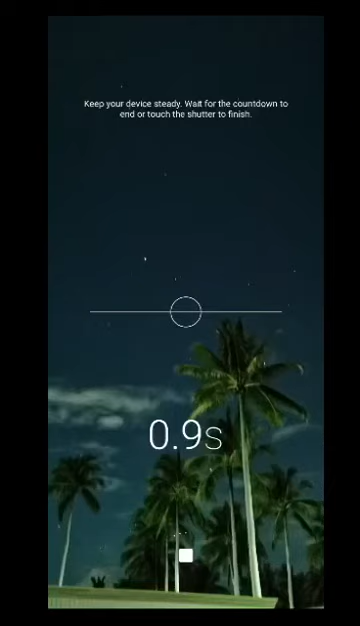 Keep your device steady. Wait for the countdown to
end or touch the shutter to finish.
0.9s